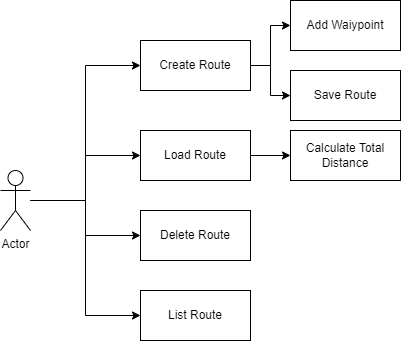 Add Waiypoint
Create Route
Save Route
Load Route
Calculate Total
Distance
Actor
Delete Route
List Route